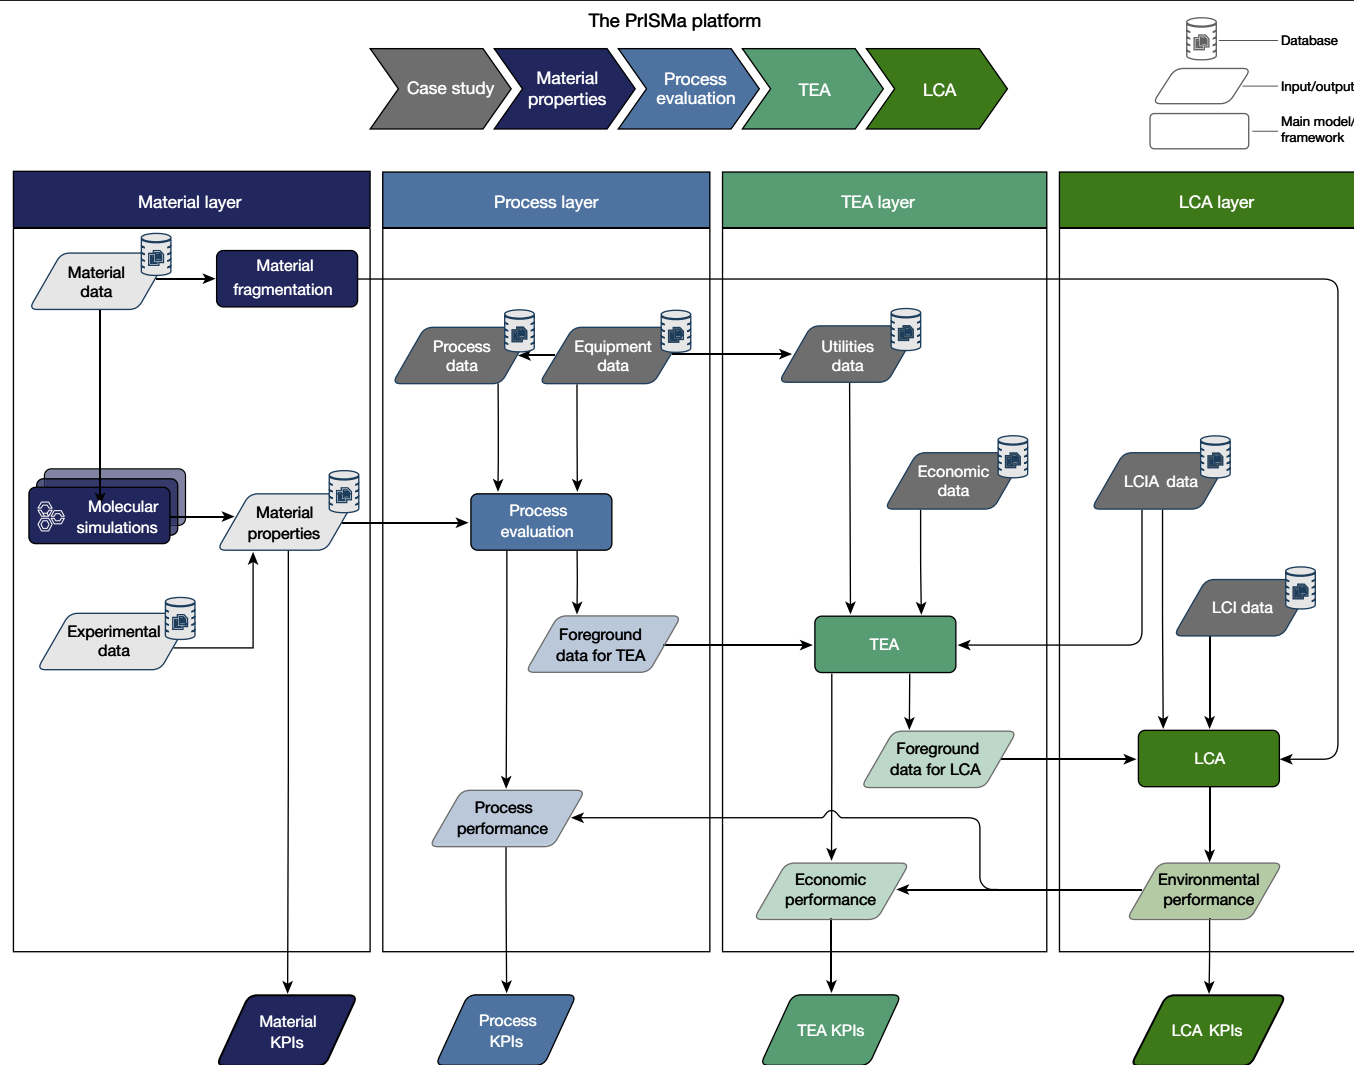 The PrISMa platform
Case study
Material
properties
Process
evaluation
TEA
LCA
Database
Input/output
Main model/
framework
Material layer
Process layer
TEA layer
LCA layer
Material
data
Material
fragmentation
Process
data
Equipment
data
Utilities
data
Economic
data
LCIA data
Molecular
simulations
Material
properties
Process
evaluation
Experimental
data
Foreground
data for TEA
TEA
LCI data
Foreground
data for LCA
LCA
Process
performance
Economic
performance
Environmental
performance
Material
KPIs
Process
KPIs
TEA KPIs
LCA KPIs